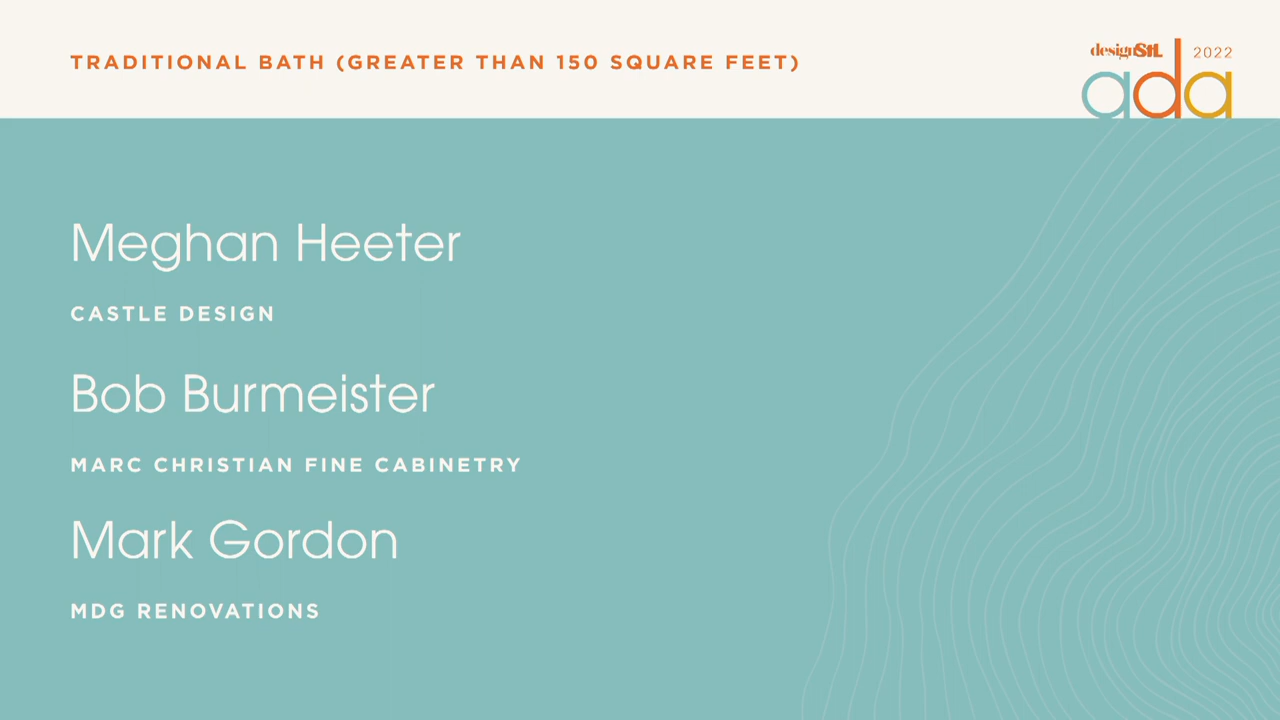 TRADITIONAL BATH (GREATER THAN 150 SQUARE FEET)
designSTL 2022
ada
Meghan Heeter
CASTLE DESIGN
Bob Burmeister
MARC CHRISTIAN FINE CABINETRY
Mark Gordon
MDG RENOVATIONS